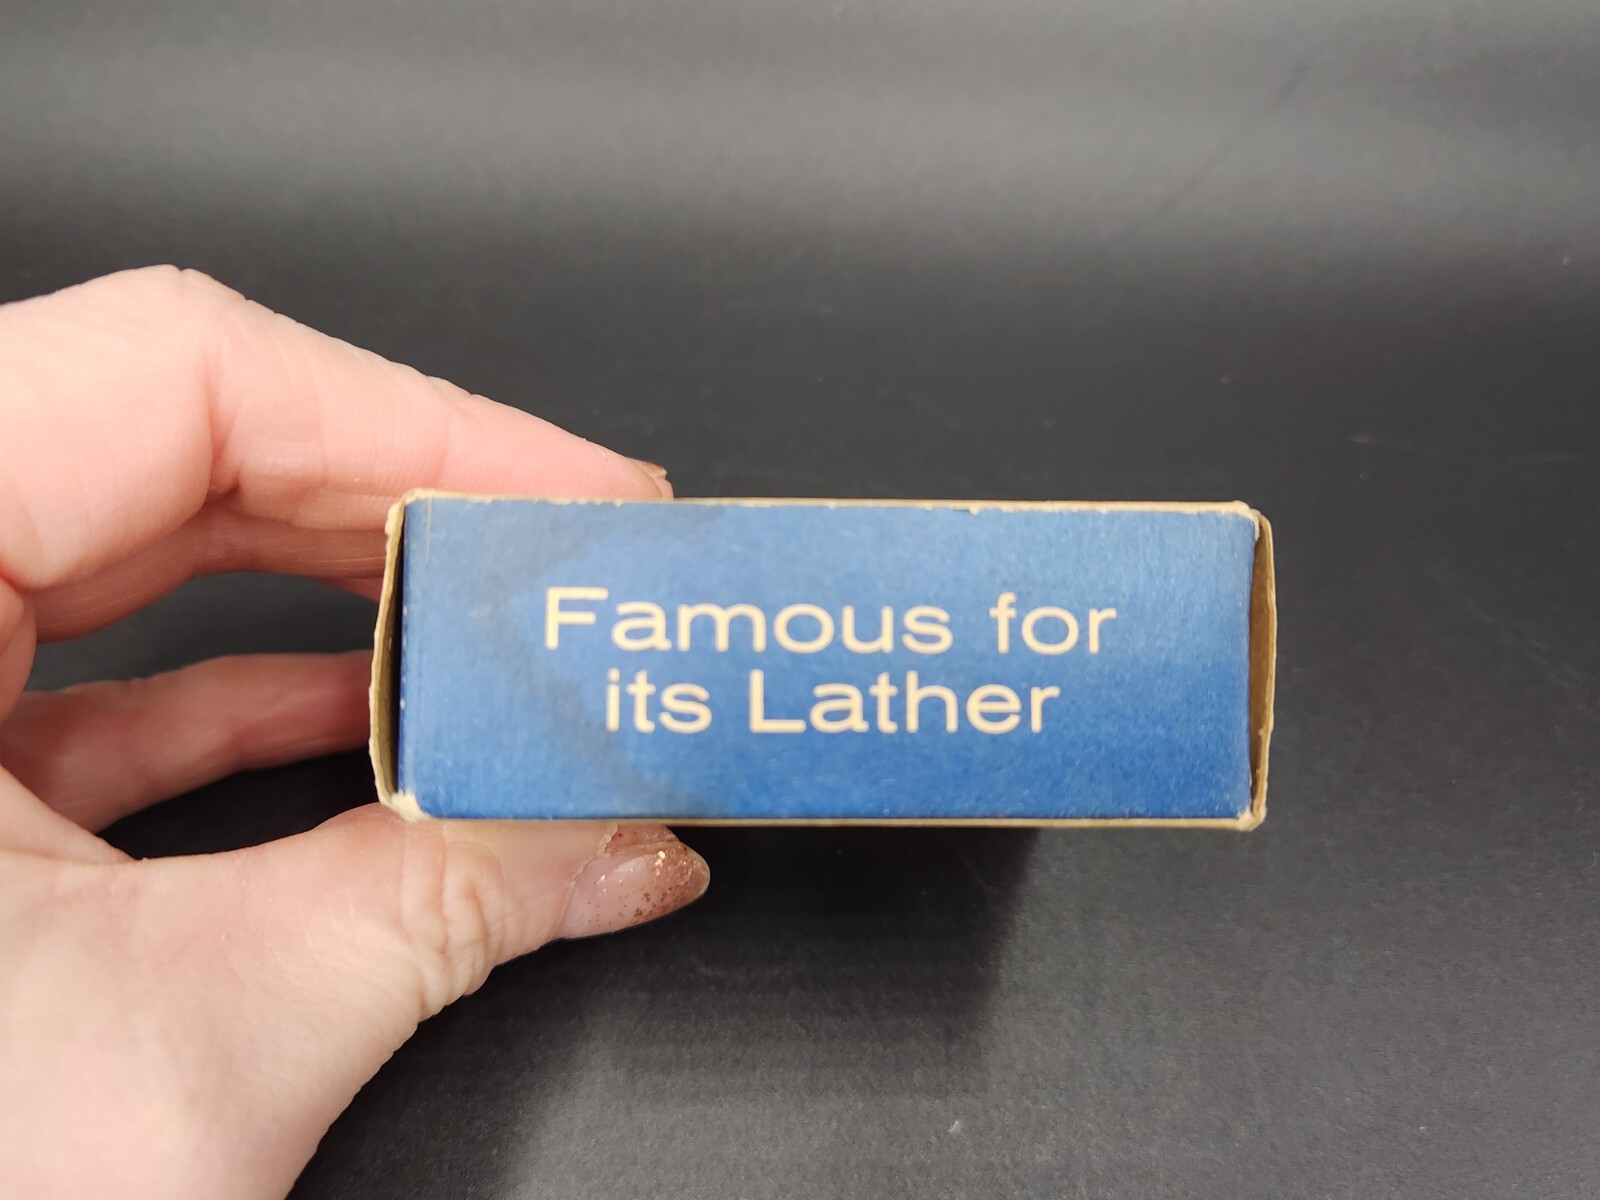 Famous for
its Lather